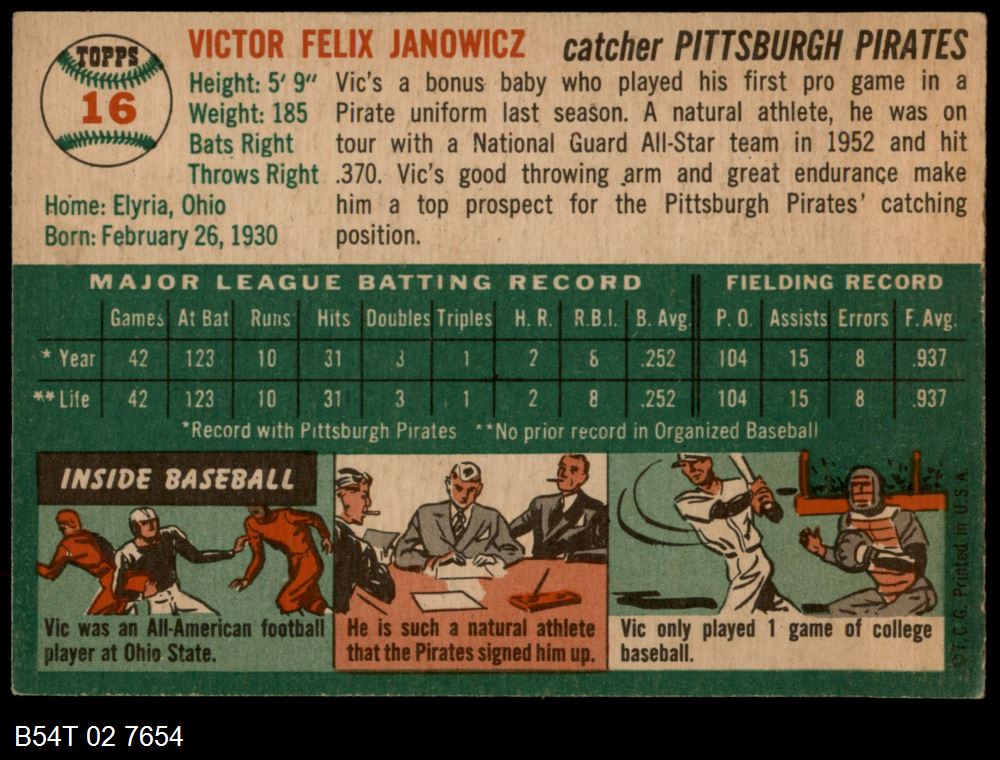 TOPPS
16
VICTOR FELIX JANOWICZ catcher PITTSBURGH PIRATES
Height: 5' 9"
Weight: 185
Bats Right
Throws Right
Home: Elyria, Ohio
Born: February 26, 1930
Vic's a bonus baby who played his first pro game in a
Pirate uniform last season. A natural athlete, he was on
tour with a National Guard All-Star team in 1952 and hit
.370. Vic's good throwing arm and great endurance make
him a top prospect for the Pittsburgh Pirates' catching
position.
MAJOR LEAGUE BATTING RECORD FIELDING RECORD
Games At Bat Runs Hits Doubles Triples H. R. R.B.I. B. Avg. P. O. Assists Errors F. Avg.
* Year 42 123 10 31 3 1 2 8 .252 104 15 8 .937
** Life 42 123 10 31 3 1 2 8 .252 104 15 8 .937
*Record with Pittsburgh Pirates **No prior record in Organized Baseball
INSIDE BASEBALL
Vic was an All-American football
player at Ohio State.
He is such a natural athlete
that the Pirates signed him up.
Vic only played 1 game of college
baseball.
© T.C.G. Printed in U.S.A.
B54T 02 7654